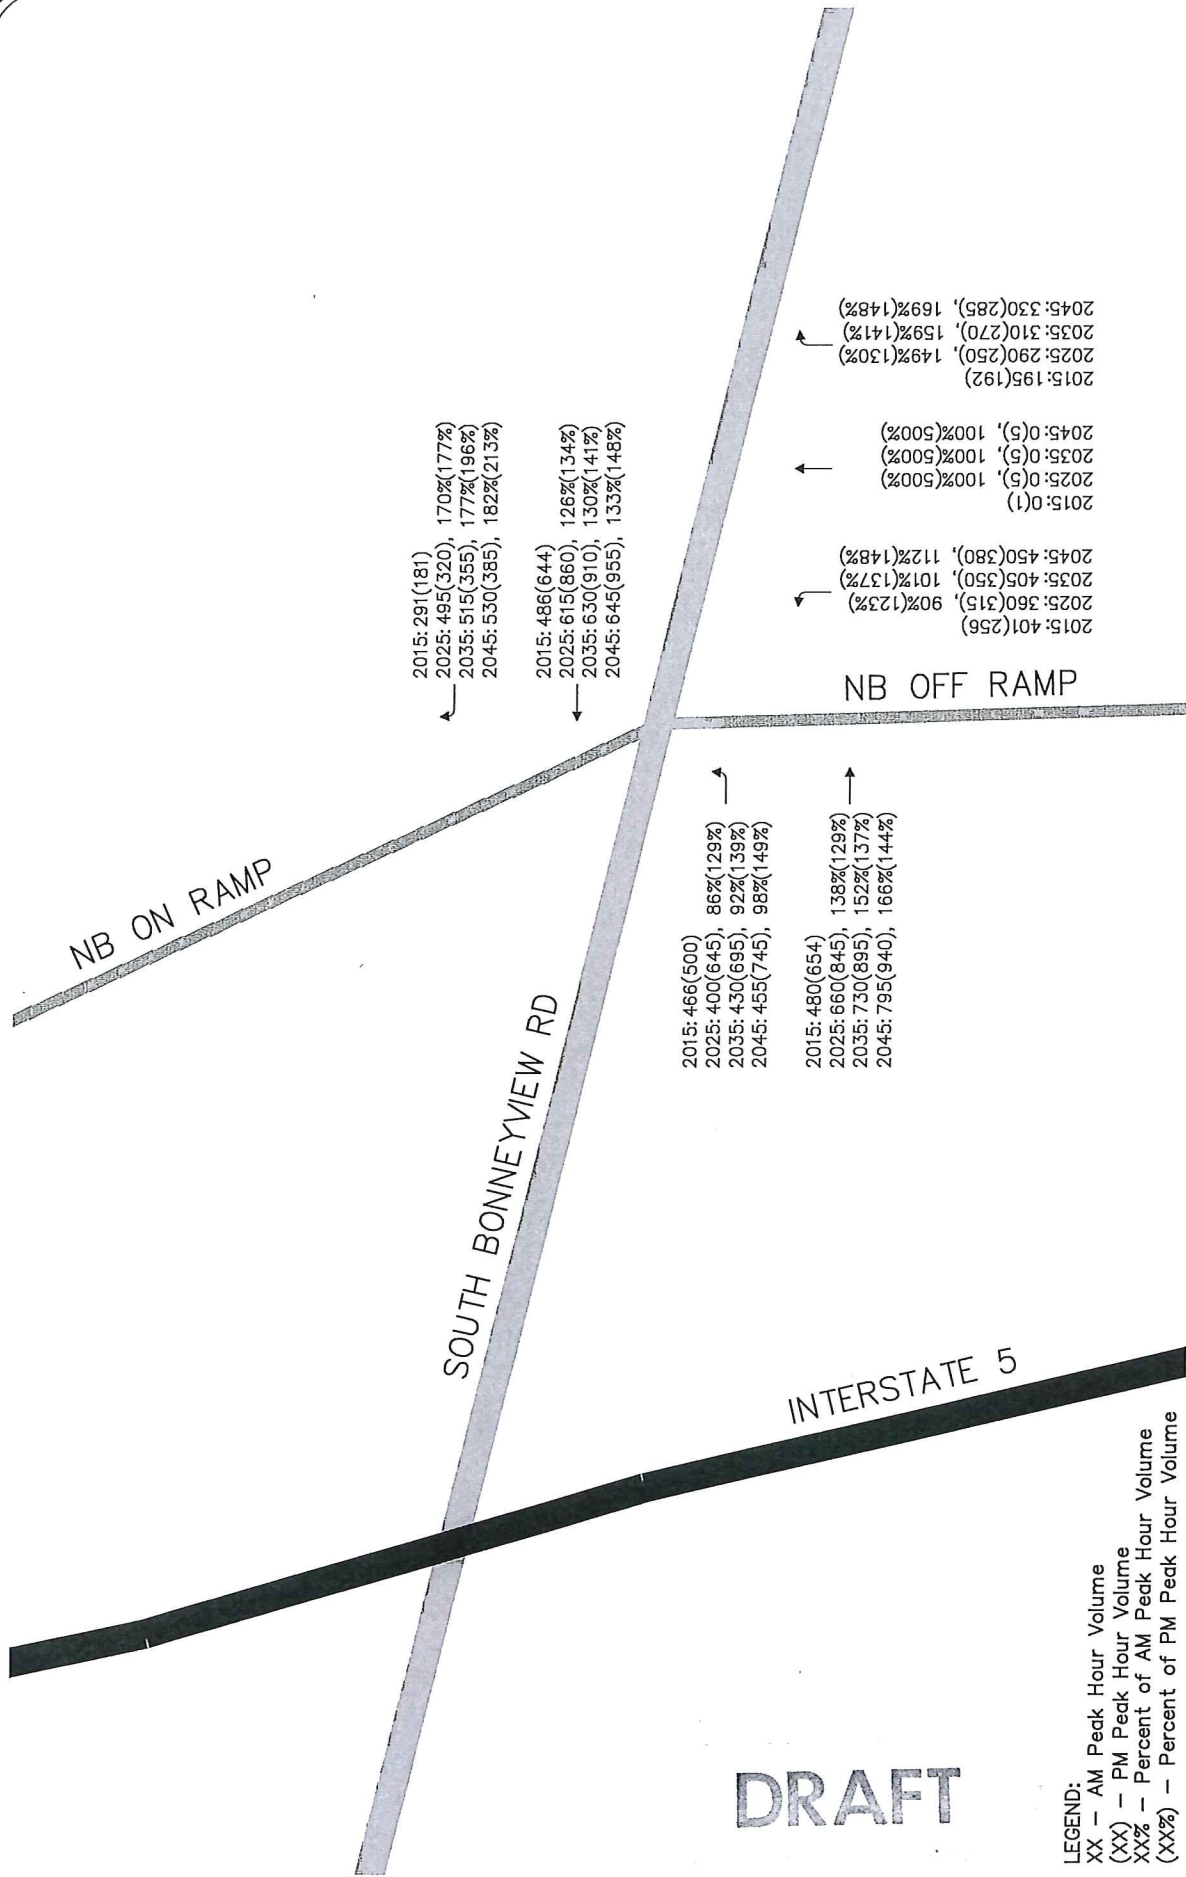 NB ON RAMP
2015: 291(181)
2025: 495(320), 170%(177%)
2035: 515(355), 177%(196%)
2045: 530(385), 182%(213%)
2015: 486(644)
2025: 615(860), 126%(134%)
2035: 630(910), 130%(141%)
2045: 645(955), 133%(148%)
SOUTH BONNEYVIEW RD
2015: 466(500)
2025: 400(645), 86%(129%)
2035: 430(695), 92%(139%)
2045: 455(745), 98%(149%)
2015: 480(654)
2025: 660(845), 138%(129%)
2035: 730(895), 152%(137%)
2045: 795(940), 166%(144%)
NB OFF RAMP
2015: 401(256)
2025: 360(315), 90%(123%)
2035: 405(350), 101%(137%)
2045: 450(380), 112%(148%)
2015: 0(1)
2025: 0(5), 100%(500%)
2035: 0(5), 100%(500%)
2045: 0(5), 100%(500%)
2015: 195(192)
2025: 290(250), 149%(130%)
2035: 310(270), 159%(141%)
2045: 330(285), 169%(148%)
INTERSTATE 5
DRAFT
LEGEND:
XX – AM Peak Hour Volume
(XX) – PM Peak Hour Volume
XX% – Percent of AM Peak Hour Volume
(XX%) – Percent of PM Peak Hour Volume